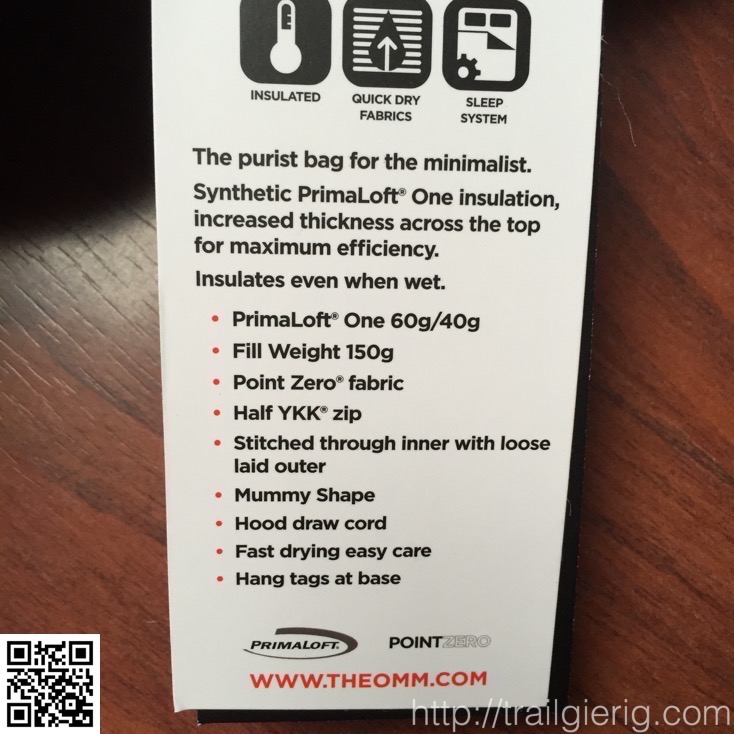 INSULATED
QUICK DRY
FABRICS
SLEEP
SYSTEM
The purist bag for the minimalist.
Synthetic PrimaLoft® One insulation,
increased thickness across the top
for maximum efficiency.
Insulates even when wet.
• PrimaLoft® One 60g/40g
• Fill Weight 150g
• Point Zero® fabric
• Half YKK® zip
• Stitched through inner with loose
laid outer
• Mummy Shape
• Hood draw cord
• Fast drying easy care
• Hang tags at base
PRIMALOFT.
POINTZERO
WWW.THEOMM.COM
http://trailgierig.com